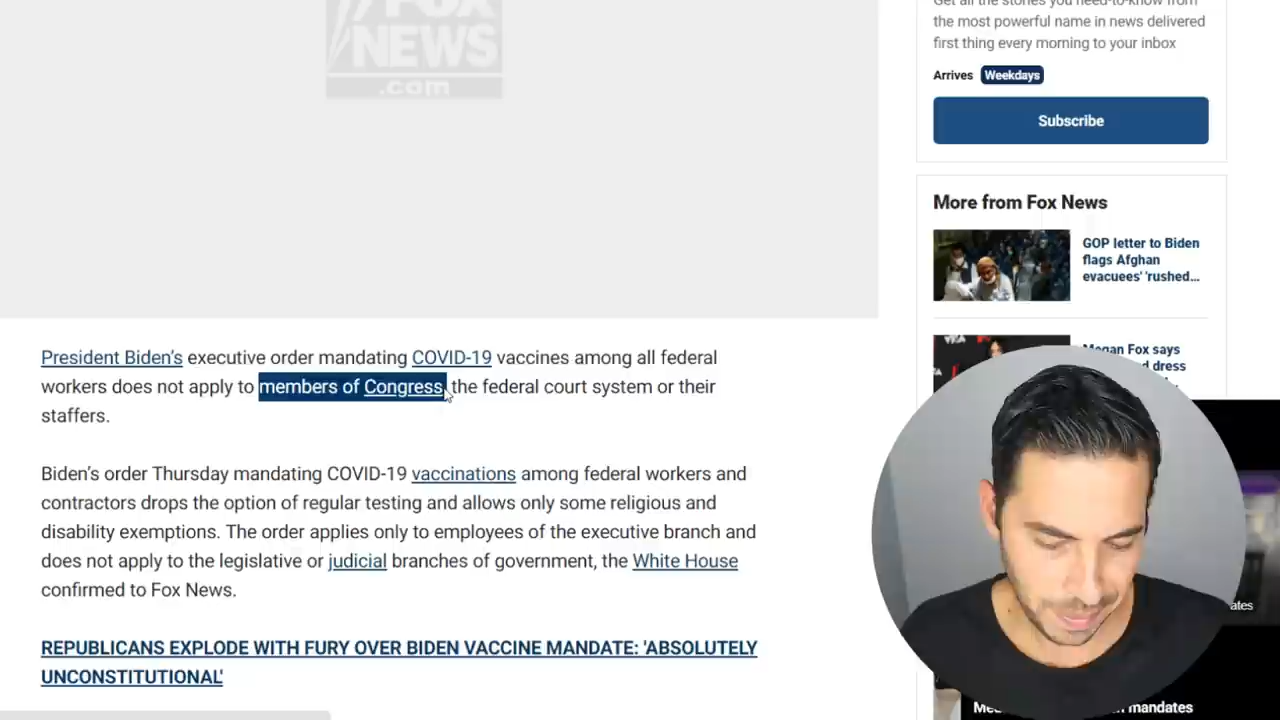 FOX
NEWS
.com
Get all the stories you need-to-know from
the most powerful name in news delivered
first thing every morning to your inbox
Arrives Weekdays
Subscribe
More from Fox News
GOP letter to Biden
flags Afghan
evacuees' 'rushed...
Megan Fox says
dress
President Biden's executive order mandating COVID-19 vaccines among all federal
workers does not apply to members of Congress, the federal court system or their
staffers.
Biden's order Thursday mandating COVID-19 vaccinations among federal workers and
contractors drops the option of regular testing and allows only some religious and
disability exemptions. The order applies only to employees of the executive branch and
does not apply to the legislative or judicial branches of government, the White House
confirmed to Fox News.
REPUBLICANS EXPLODE WITH FURY OVER BIDEN VACCINE MANDATE: 'ABSOLUTELY
UNCONSTITUTIONAL'
mandates